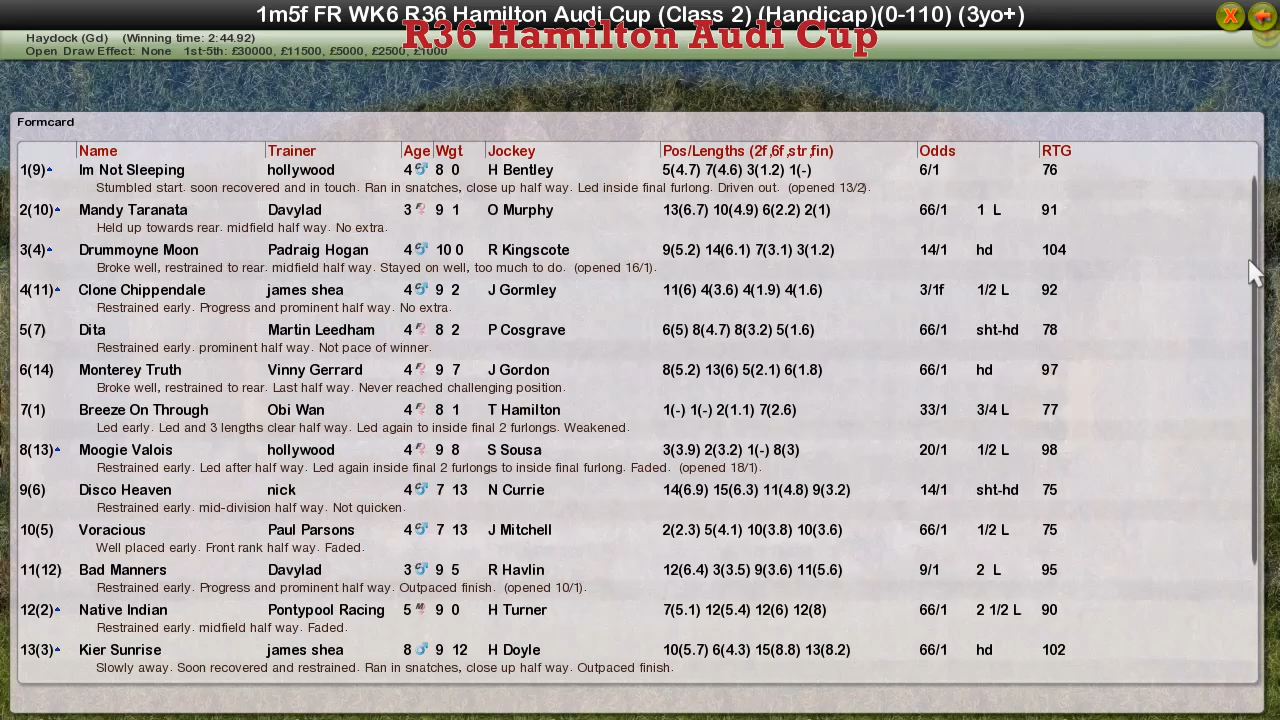 1m5f FR WK6 R36 Hamilton Audi Cup (Class 2) (Handicap)(0-110) (3yo+)
R36 Hamilton Audi Cup
Haydock (Gd) (Winning time: 2:44.92)
Open Draw Effect: None 1st-5th: £30000, £11500, £5000, £2500, £1000
Formcard
Name Trainer Age Wgt Jockey Pos/Lengths (2f,6f,str,fin) Odds RTG
1(9) Im Not Sleeping hollywood 4 8 0 H Bentley 5(4.7) 7(4.6) 3(1.2) 1(-) 6/1 76
Stumbled start. soon recovered and in touch. Ran in snatches, close up half way. Led inside final furlong. Driven out. (opened 13/2).
2(10) Mandy Taranata Davylad 3 9 1 O Murphy 13(6.7) 10(4.9) 6(2.2) 2(1) 66/1 1 L 91
Held up towards rear. midfield half way. No extra.
3(4) Drummoyne Moon Padraig Hogan 4 10 0 R Kingscote 9(5.2) 14(6.1) 7(3.1) 3(1.2) 14/1 hd 104
Broke well, restrained to rear. midfield half way. Stayed on well, too much to do. (opened 16/1).
4(11) Clone Chippendale james shea 4 9 2 J Gormley 11(6) 4(3.6) 4(1.9) 4(1.6) 3/1f 1/2 L 92
Restrained early. Progress and prominent half way. No extra.
5(7) Dita Martin Leedham 4 8 2 P Cosgrave 6(5) 8(4.7) 8(3.2) 5(1.6) 66/1 sht-hd 78
Restrained early. prominent half way. Not pace of winner.
6(14) Monterey Truth Vinny Gerrard 4 9 7 J Gordon 8(5.2) 13(6) 5(2.1) 6(1.8) 66/1 hd 97
Broke well, restrained to rear. Last half way. Never reached challenging position.
7(1) Breeze On Through Obi Wan 4 8 1 T Hamilton 1(-) 1(-) 2(1.1) 7(2.6) 33/1 3/4 L 77
Led early. Led and 3 lengths clear half way. Led again to inside final 2 furlongs. Weakened.
8(13) Moogie Valois hollywood 4 9 8 S Sousa 3(3.9) 2(3.2) 1(-) 8(3) 20/1 1/2 L 98
Restrained early. Led after half way. Led again inside final 2 furlongs to inside final furlong. Faded. (opened 18/1).
9(6) Disco Heaven nick 4 7 13 N Currie 14(6.9) 15(6.3) 11(4.8) 9(3.2) 14/1 sht-hd 75
Restrained early. mid-division half way. Not quicken.
10(5) Voracious Paul Parsons 4 7 13 J Mitchell 2(2.3) 5(4.1) 10(3.8) 10(3.6) 66/1 1/2 L 75
Well placed early. Front rank half way. Faded.
11(12) Bad Manners Davylad 3 9 5 R Havlin 12(6.4) 3(3.5) 9(3.6) 11(5.6) 9/1 2 L 95
Restrained early. Progress and prominent half way. Outpaced finish. (opened 10/1).
12(2) Native Indian Pontypool Racing 5 9 0 H Turner 7(5.1) 12(5.4) 12(6) 12(8) 66/1 2 1/2 L 90
Restrained early. midfield half way. Faded.
13(3) Kier Sunrise james shea 8 9 12 H Doyle 10(5.7) 6(4.3) 15(8.8) 13(8.2) 66/1 hd 102
Slowly away. Soon recovered and restrained. Ran in snatches, close up half way. Outpaced finish.